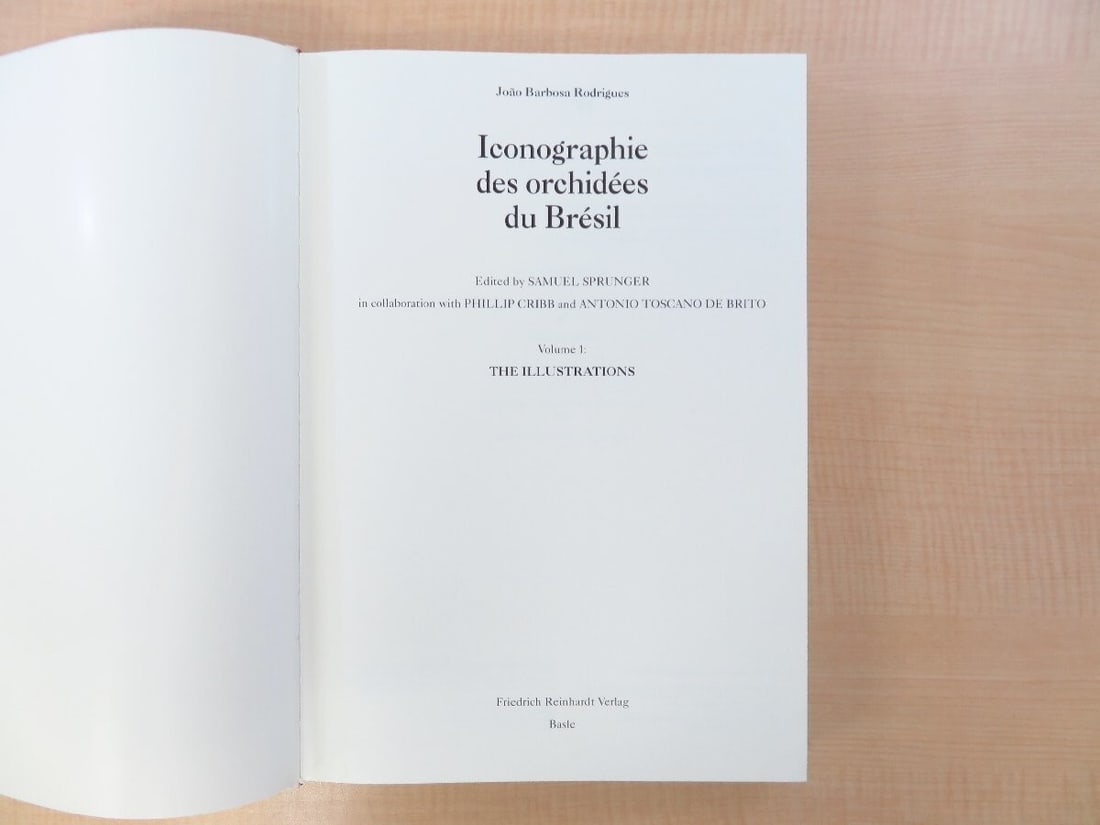 João Barbosa Rodrigues
Iconographie
des orchidées
du Brésil
Edited by SAMUEL SPRUNGER
in collaboration with PHILLIP CRIBB and ANTONIO TOSCANO DE BRITO
Volume 1:
THE ILLUSTRATIONS
Friedrich Reinhardt Verlag
Basle